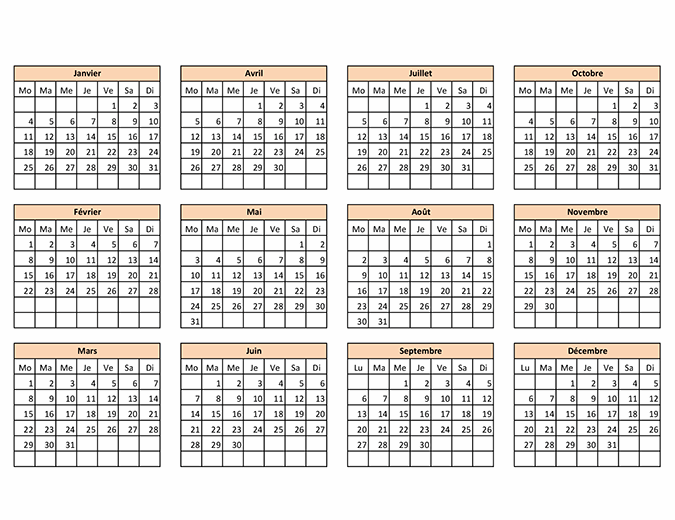 Janvier
Mo Ma Me Je Ve Sa Di
1 2 3
4 5 6 7 8 9 10
11 12 13 14 15 16 17
18 19 20 21 22 23 24
25 26 27 28 29 30 31
Février
Mo Ma Me Je Ve Sa Di
1 2 3 4 5 6 7
8 9 10 11 12 13 14
15 16 17 18 19 20 21
22 23 24 25 26 27 28
Mars
Mo Ma Me Je Ve Sa Di
1 2 3 4 5 6 7
8 9 10 11 12 13 14
15 16 17 18 19 20 21
22 23 24 25 26 27 28
29 30 31
Avril
Mo Ma Me Je Ve Sa Di
1 2 3 4
5 6 7 8 9 10 11
12 13 14 15 16 17 18
19 20 21 22 23 24 25
26 27 28 29 30
Mai
Mo Ma Me Je Ve Sa Di
1 2
3 4 5 6 7 8 9
10 11 12 13 14 15 16
17 18 19 20 21 22 23
24 25 26 27 28 29 30
31
Juin
Mo Ma Me Je Ve Sa Di
1 2 3 4 5 6
7 8 9 10 11 12 13
14 15 16 17 18 19 20
21 22 23 24 25 26 27
28 29 30
Juillet
Mo Ma Me Je Ve Sa Di
1 2 3 4
5 6 7 8 9 10 11
12 13 14 15 16 17 18
19 20 21 22 23 24 25
26 27 28 29 30 31
Août
Mo Ma Me Je Ve Sa Di
1
2 3 4 5 6 7 8
9 10 11 12 13 14 15
16 17 18 19 20 21 22
23 24 25 26 27 28 29
30 31
Septembre
Lu Ma Me Je Ve Sa Di
1 2 3 4 5
6 7 8 9 10 11 12
13 14 15 16 17 18 19
20 21 22 23 24 25 26
27 28 29 30
Octobre
Mo Ma Me Je Ve Sa Di
1 2 3
4 5 6 7 8 9 10
11 12 13 14 15 16 17
18 19 20 21 22 23 24
25 26 27 28 29 30 31
Novembre
Mo Ma Me Je Ve Sa Di
1 2 3 4 5 6 7
8 9 10 11 12 13 14
15 16 17 18 19 20 21
22 23 24 25 26 27 28
29 30
Décembre
Lu Ma Me Je Ve Sa Di
1 2 3 4 5
6 7 8 9 10 11 12
13 14 15 16 17 18 19
20 21 22 23 24 25 26
27 28 29 30 31